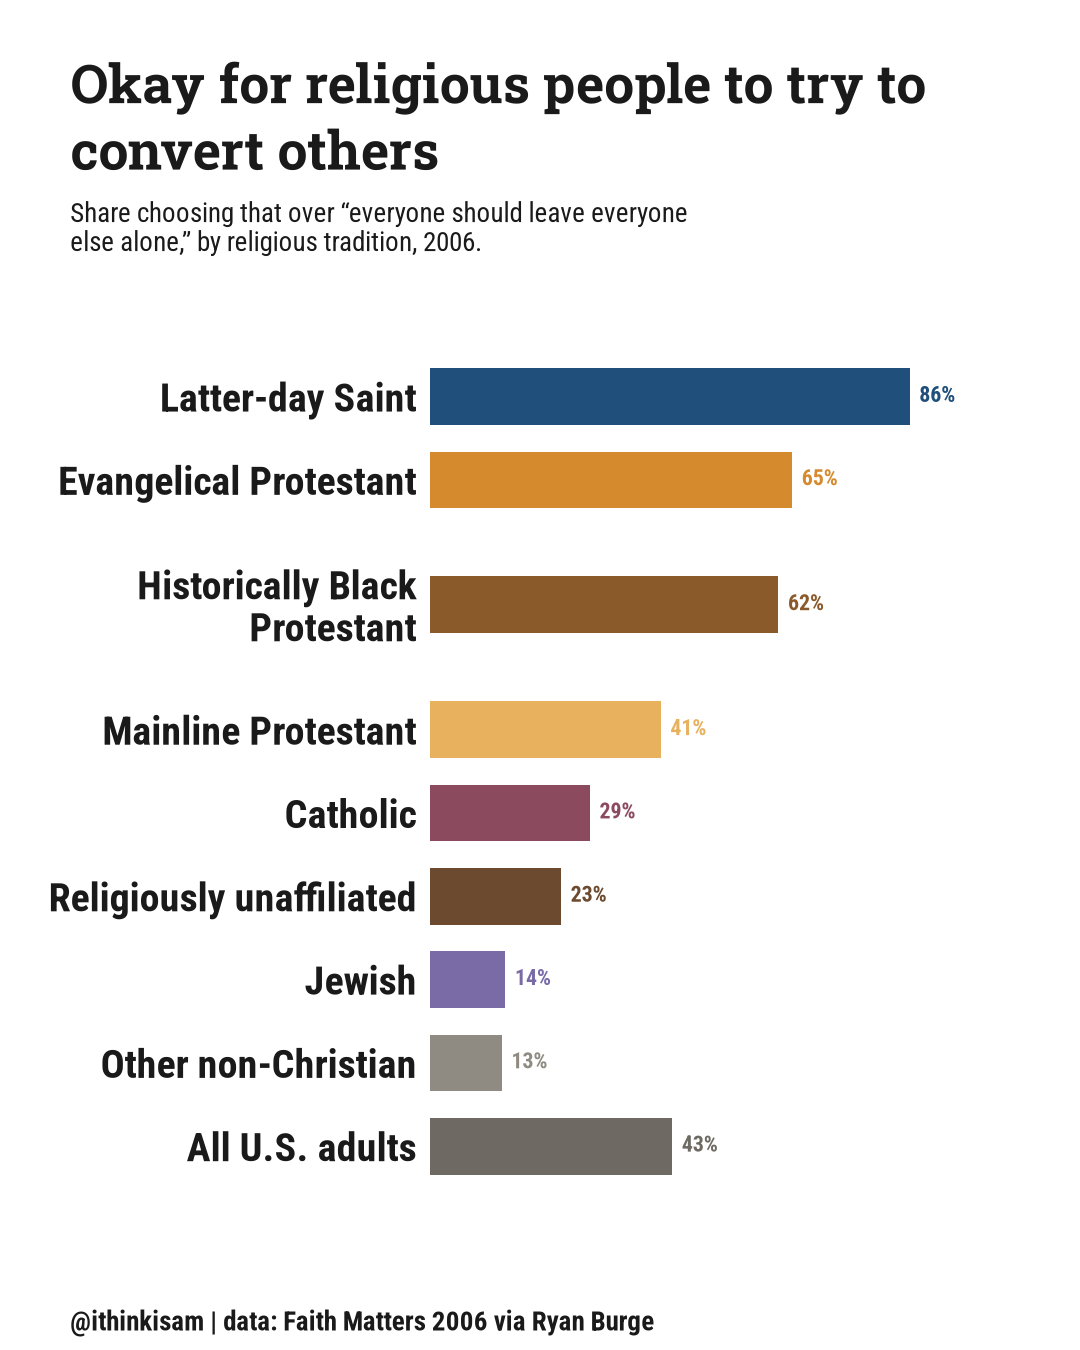 Okay for religious people to try to
convert others
Share choosing that over “everyone should leave everyone
else alone,” by religious tradition, 2006.
Latter-day Saint
86%
Evangelical Protestant
65%
Historically Black
Protestant
62%
Mainline Protestant
41%
Catholic
29%
Religiously unaffiliated
23%
Jewish
14%
Other non-Christian
13%
All U.S. adults
43%
@ithinkisam | data: Faith Matters 2006 via Ryan Burge